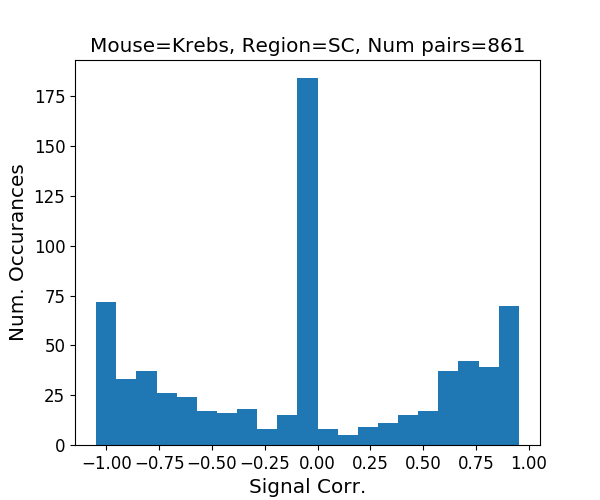 Mouse=Krebs, Region=SC, Num pairs=861
175
150
125
100
75
50
25
0
Num. Occurances
−1.00 −0.75 −0.50 −0.25 0.00 0.25 0.50 0.75 1.00
Signal Corr.